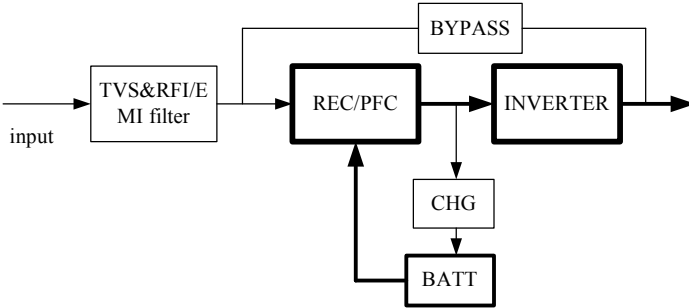 BYPASS
TVS&RFI/E
MI filter
REC/PFC
INVERTER
input
CHG
BATT